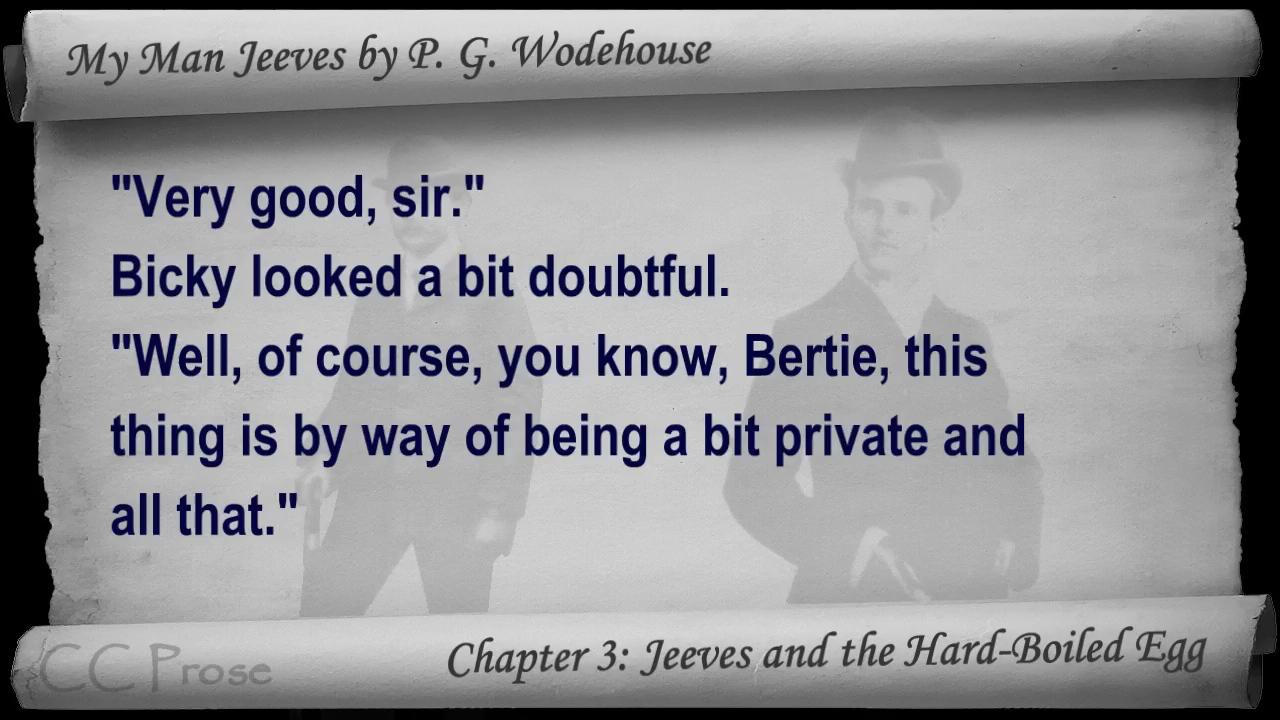 My Man Jeeves by P. G. Wodehouse
"Very good, sir."
Bicky looked a bit doubtful.
"Well, of course, you know, Bertie, this
thing is by way of being a bit private and
all that."
CC Prose
Chapter 3: Jeeves and the Hard-Boiled Egg